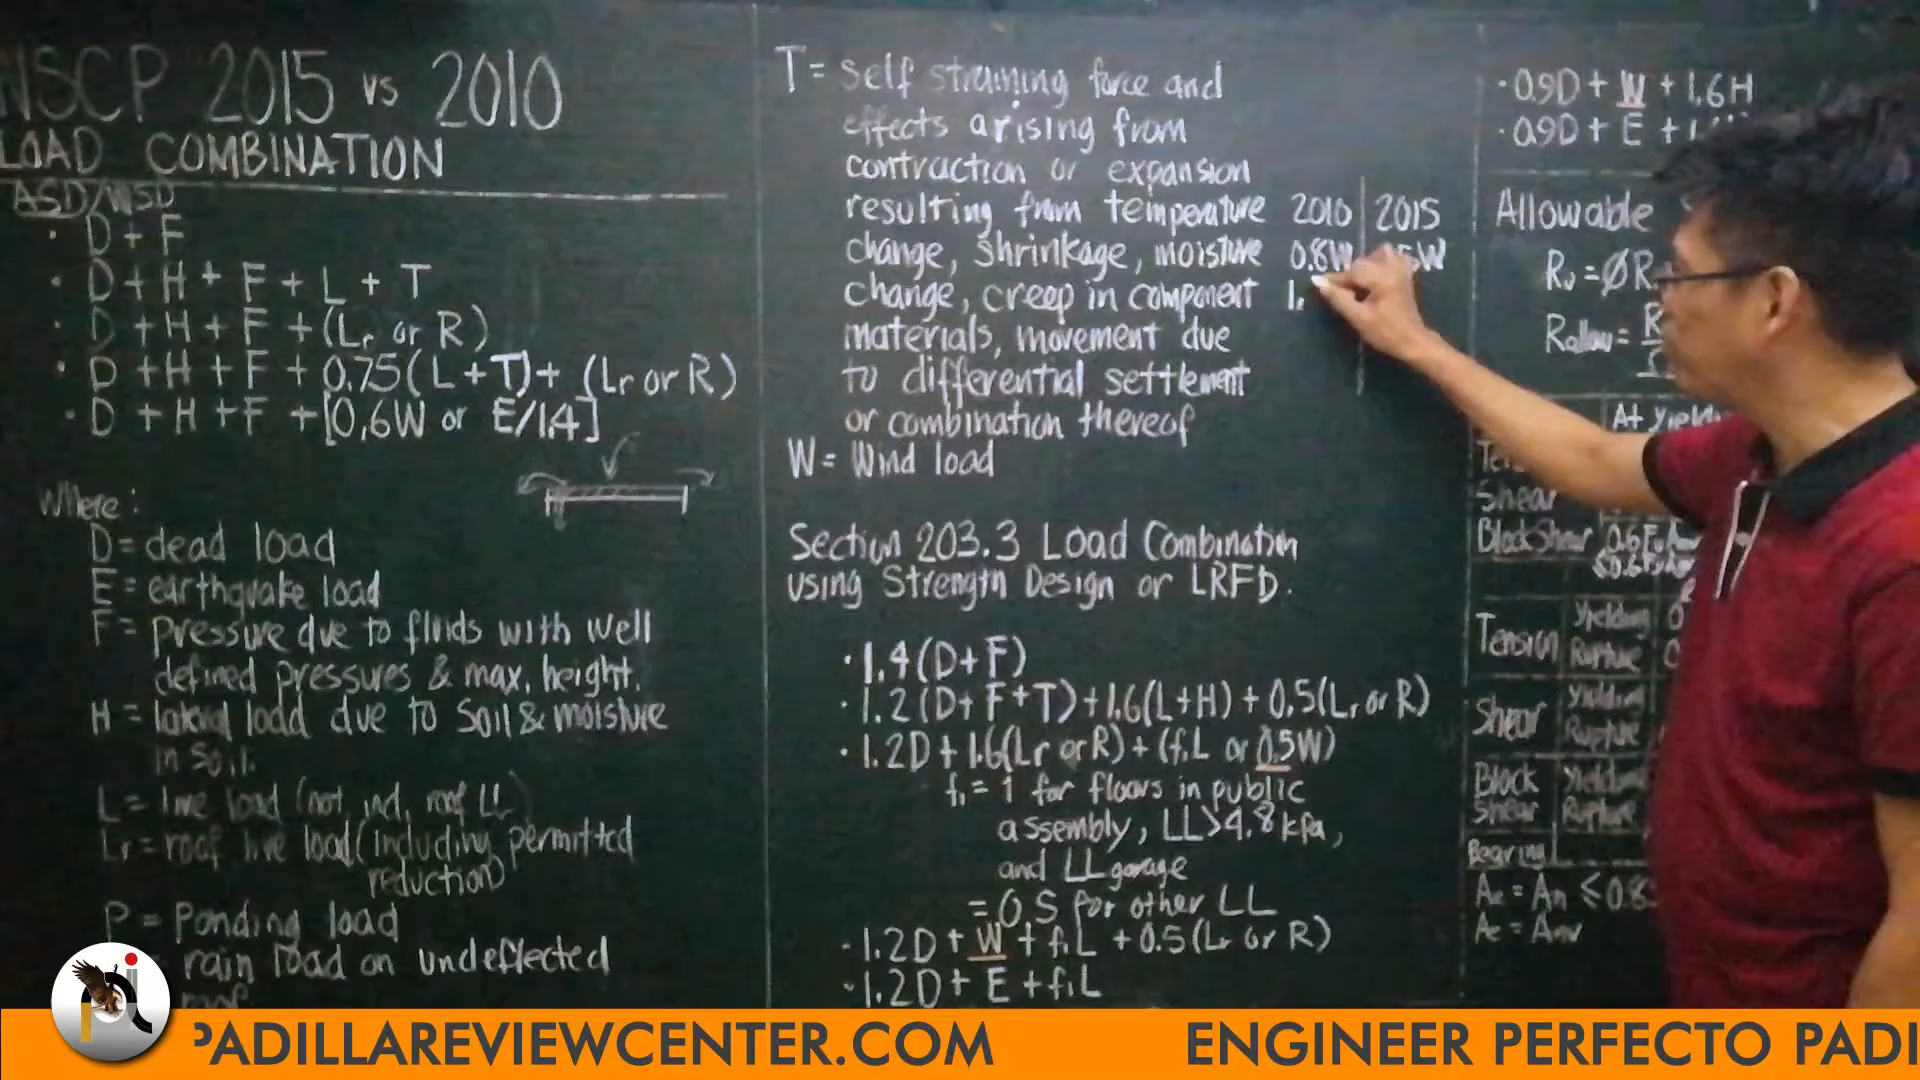 NSCP 2015 vs 2010
LOAD COMBINATION
ASD/WSD
· D + F
· D + H + F + L + T
· D + H + F + (Lr or R)
· D + H + F + 0.75(L + T) + (Lr or R)
· D + H + F + [0.6W or E/1.4]
Where:
D = dead load
E = earthquake load
F = pressure due to fluids with well
defined pressures & max. height.
H = lateral load due to Soil & moisture
in soil.
L = live load (not ind. roof LL)
Lr = roof live load (including permitted
reduction)
P = Ponding load
rain load on undeflected
roof
T = Self straining force and
effects arising from
contraction or expansion
resulting from temperature
change, shrinkage, moisture
change, creep in component
materials, movement due
to differential settlement
or combination thereof
W = Wind load
2010 2015
0.8W 5W
1.
Section 203.3 Load Combination
using Strength Design or LRFD.
· 1.4(D+F)
· 1.2(D+F+T)+1.6(L+H)+0.5(Lr or R)
· 1.2D+1.6(Lr or R)+(f1L or 0.5W)
f1 = 1 for floors in public
assembly, LL>4.8kPa,
and LL garage
= 0.5 for other LL
· 1.2D + W + f1L + 0.5(Lr or R)
· 1.2D + E + f1L
· 0.9D + W + 1.6H
· 0.9D + E + 1.
Allowable
Ru = ØR
Rallow = R
At yielding
Shear
Block Shear 0.6Fu
Tension yielding 0
Rupture 0
Shear yielding
Rupture
Block Shear yielding
Rupture
Bearing
Ae = An ≤ 0.8
Ae = Anv
PADILLAREVIEWCENTER.COM
ENGINEER PERFECTO PADI